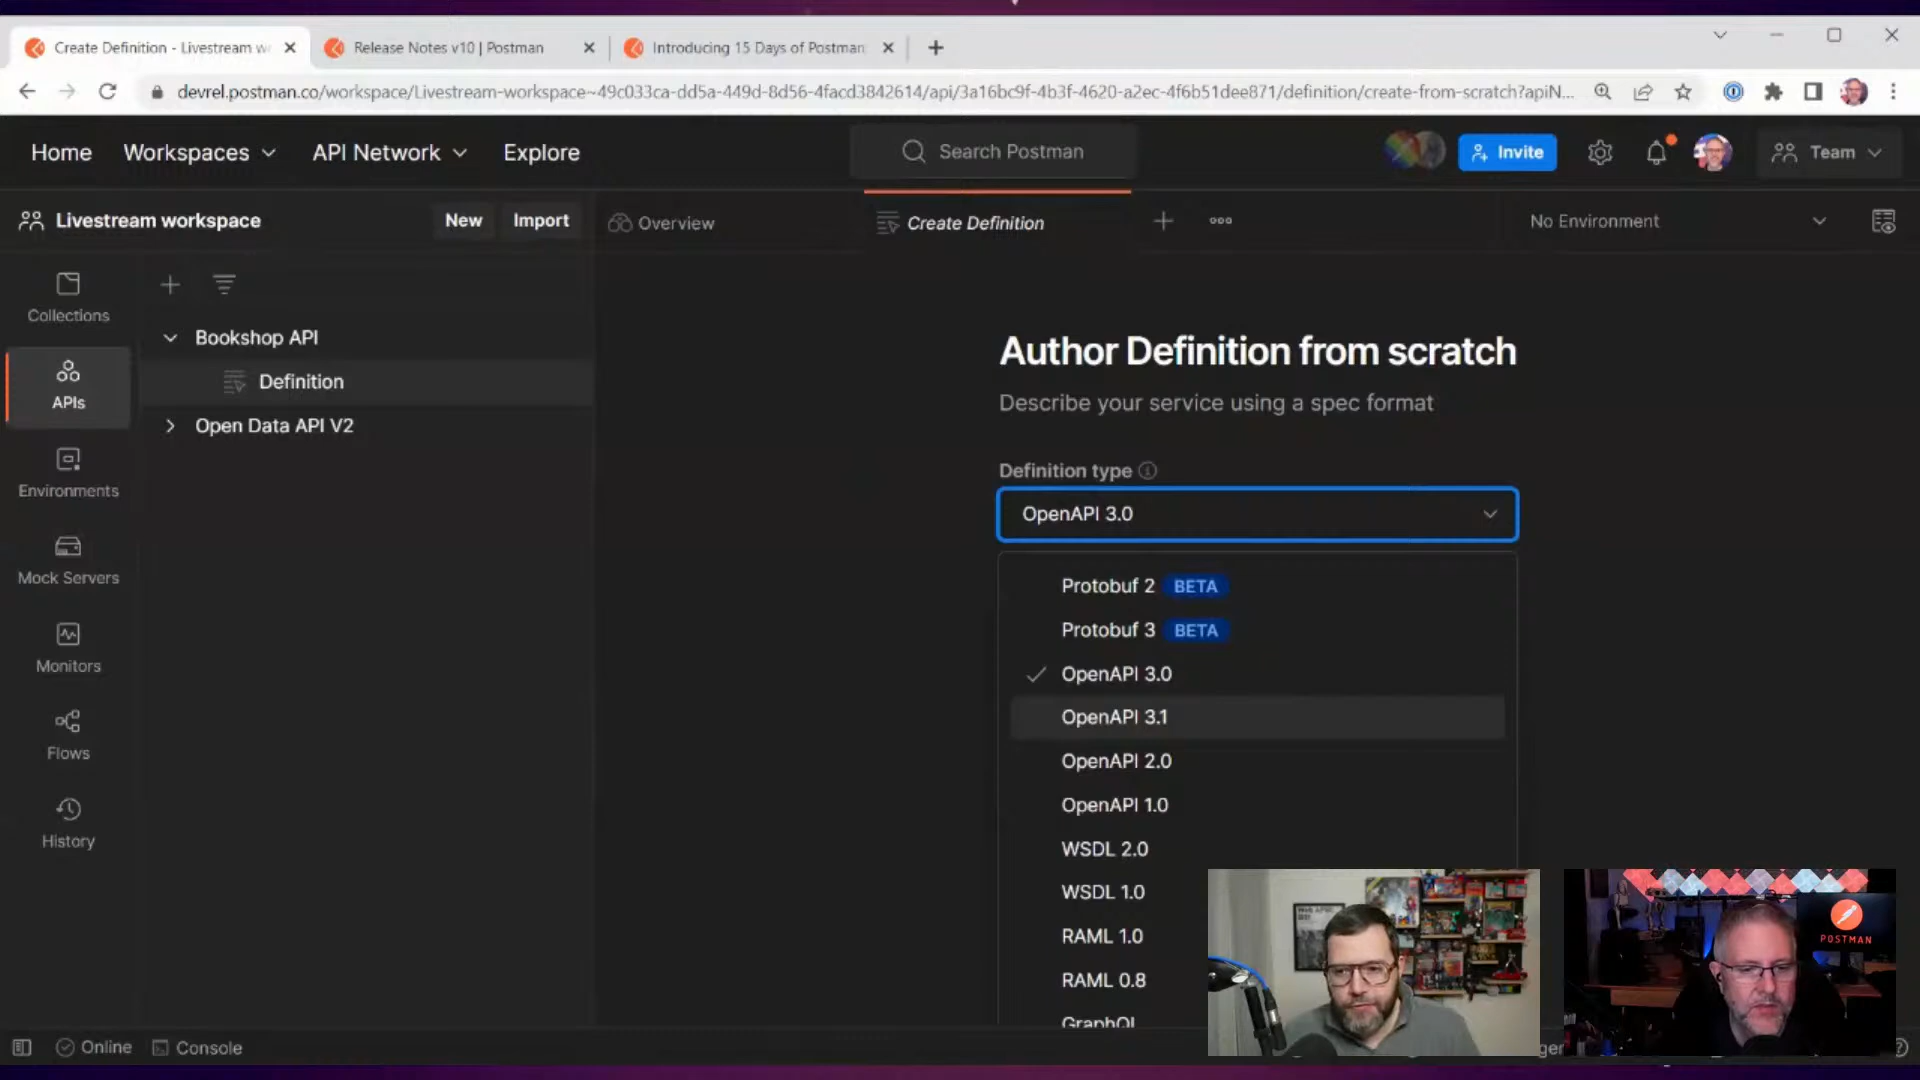 Create Definition - Livestream w
Release Notes v10 | Postman
Introducing 15 Days of Postman
devrel.postman.co/workspace/Livestream-workspace~49c033ca-dd5a-449d-8d56-4facd3842614/api/3a16bc9f-4b3f-4620-a2ec-4f6b51dee871/definition/create-from-scratch?apiN...
Home
Workspaces
API Network
Explore
Search Postman
Invite
Team
Livestream workspace
New
Import
Overview
Create Definition
No Environment
Collections
APIs
Environments
Mock Servers
Monitors
Flows
History
Bookshop API
Definition
Open Data API V2
Author Definition from scratch
Describe your service using a spec format
Definition type
OpenAPI 3.0
Protobuf 2 BETA
Protobuf 3 BETA
OpenAPI 3.0
OpenAPI 3.1
OpenAPI 2.0
OpenAPI 1.0
WSDL 2.0
WSDL 1.0
RAML 1.0
RAML 0.8
GraphQL
POSTMAN
Online
Console